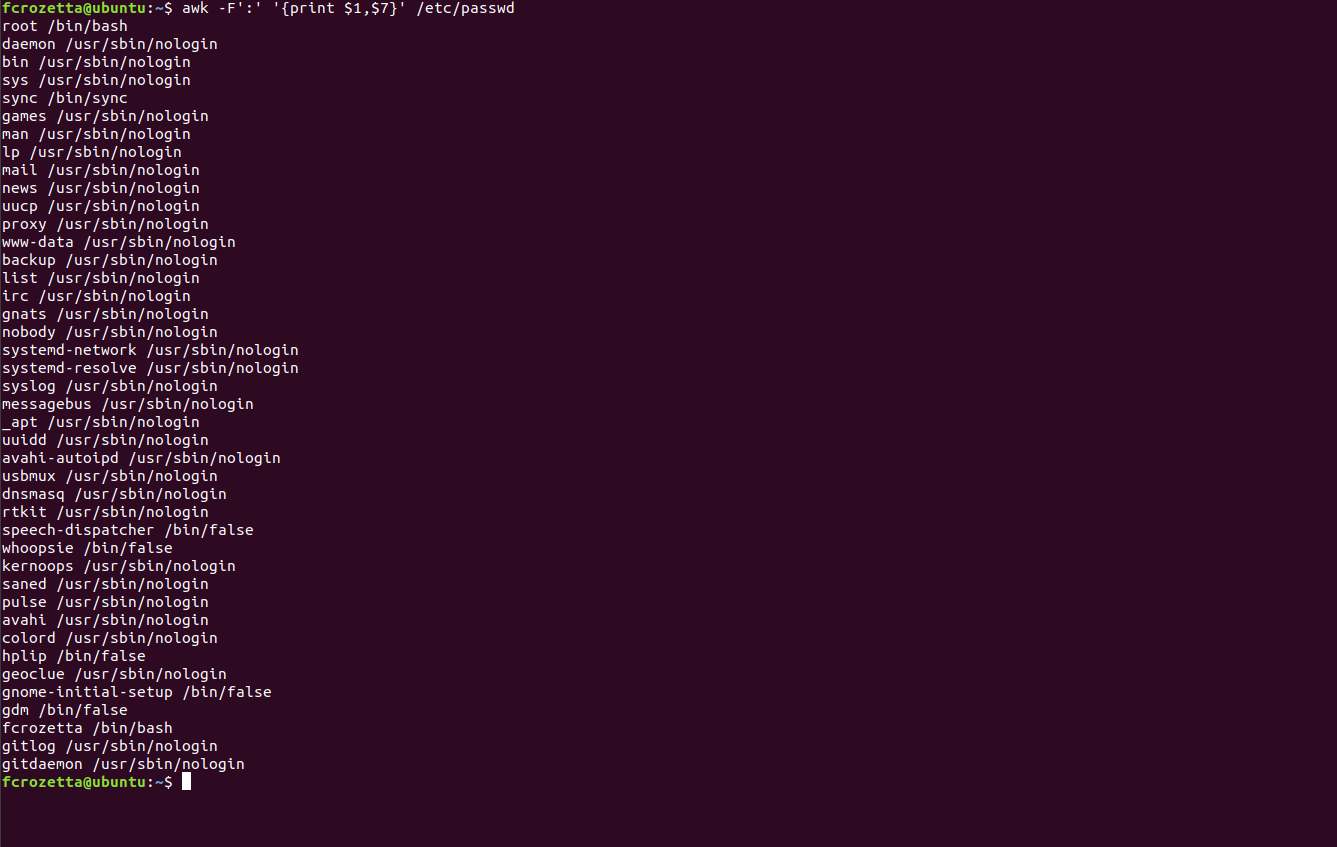 fcrozetta@ubuntu:~$ awk -F':' '{print $1,$7}' /etc/passwd
root /bin/bash
daemon /usr/sbin/nologin
bin /usr/sbin/nologin
sys /usr/sbin/nologin
sync /bin/sync
games /usr/sbin/nologin
man /usr/sbin/nologin
lp /usr/sbin/nologin
mail /usr/sbin/nologin
news /usr/sbin/nologin
uucp /usr/sbin/nologin
proxy /usr/sbin/nologin
www-data /usr/sbin/nologin
backup /usr/sbin/nologin
list /usr/sbin/nologin
irc /usr/sbin/nologin
gnats /usr/sbin/nologin
nobody /usr/sbin/nologin
systemd-network /usr/sbin/nologin
systemd-resolve /usr/sbin/nologin
syslog /usr/sbin/nologin
messagebus /usr/sbin/nologin
_apt /usr/sbin/nologin
uuidd /usr/sbin/nologin
avahi-autoipd /usr/sbin/nologin
usbmux /usr/sbin/nologin
dnsmasq /usr/sbin/nologin
rtkit /usr/sbin/nologin
speech-dispatcher /bin/false
whoopsie /bin/false
kernoops /usr/sbin/nologin
saned /usr/sbin/nologin
pulse /usr/sbin/nologin
avahi /usr/sbin/nologin
colord /usr/sbin/nologin
hplip /bin/false
geoclue /usr/sbin/nologin
gnome-initial-setup /bin/false
gdm /bin/false
fcrozetta /bin/bash
gitlog /usr/sbin/nologin
gitdaemon /usr/sbin/nologin
fcrozetta@ubuntu:~$